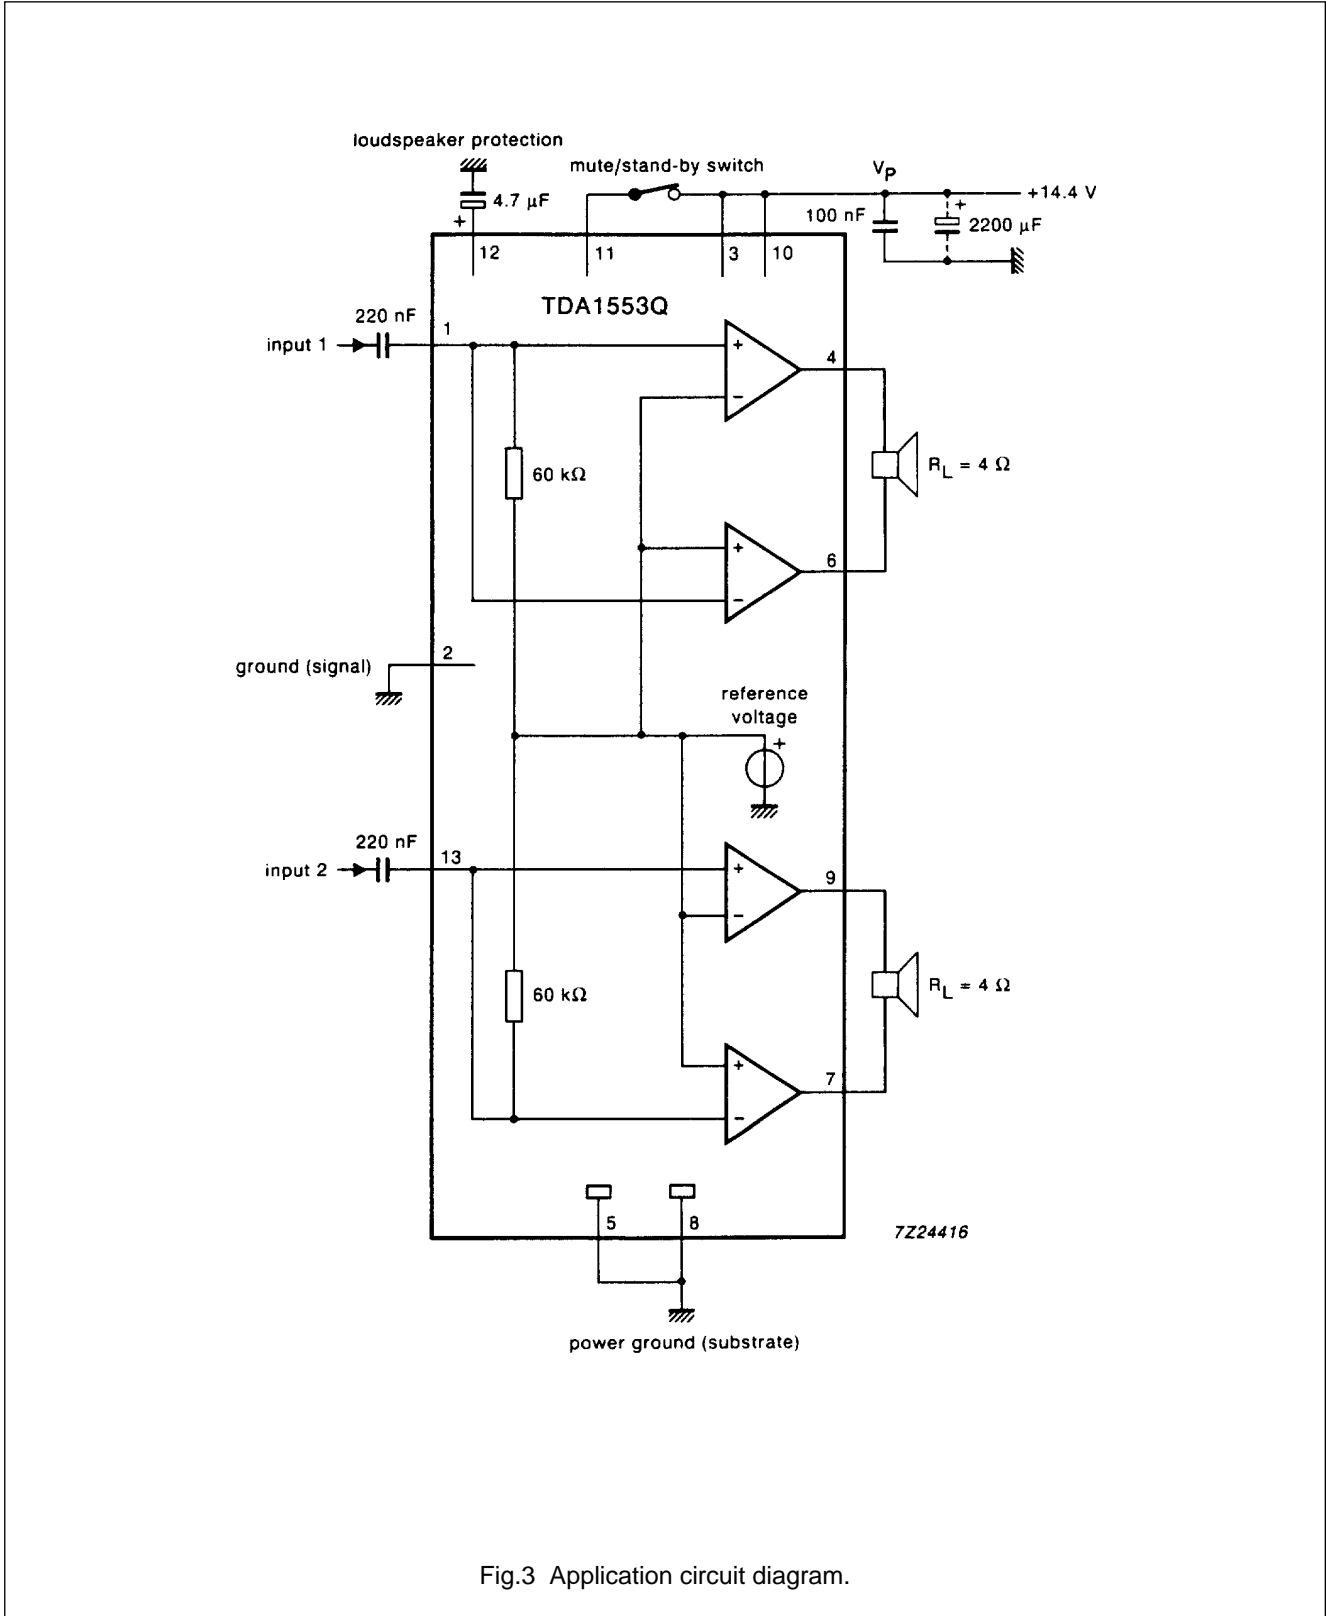 loudspeaker protection
mute/stand-by switch
VP
+14.4 V
4.7 μF
+
100 nF
+
2200 μF
12
11
3
10
TDA1553Q
220 nF
1
input 1
+
4
−
60 kΩ
RL = 4 Ω
+
6
−
2
ground (signal)
reference
voltage
+
220 nF
13
input 2
+
9
−
60 kΩ
RL = 4 Ω
+
7
−
5
8
7Z24416
power ground (substrate)
Fig.3 Application circuit diagram.